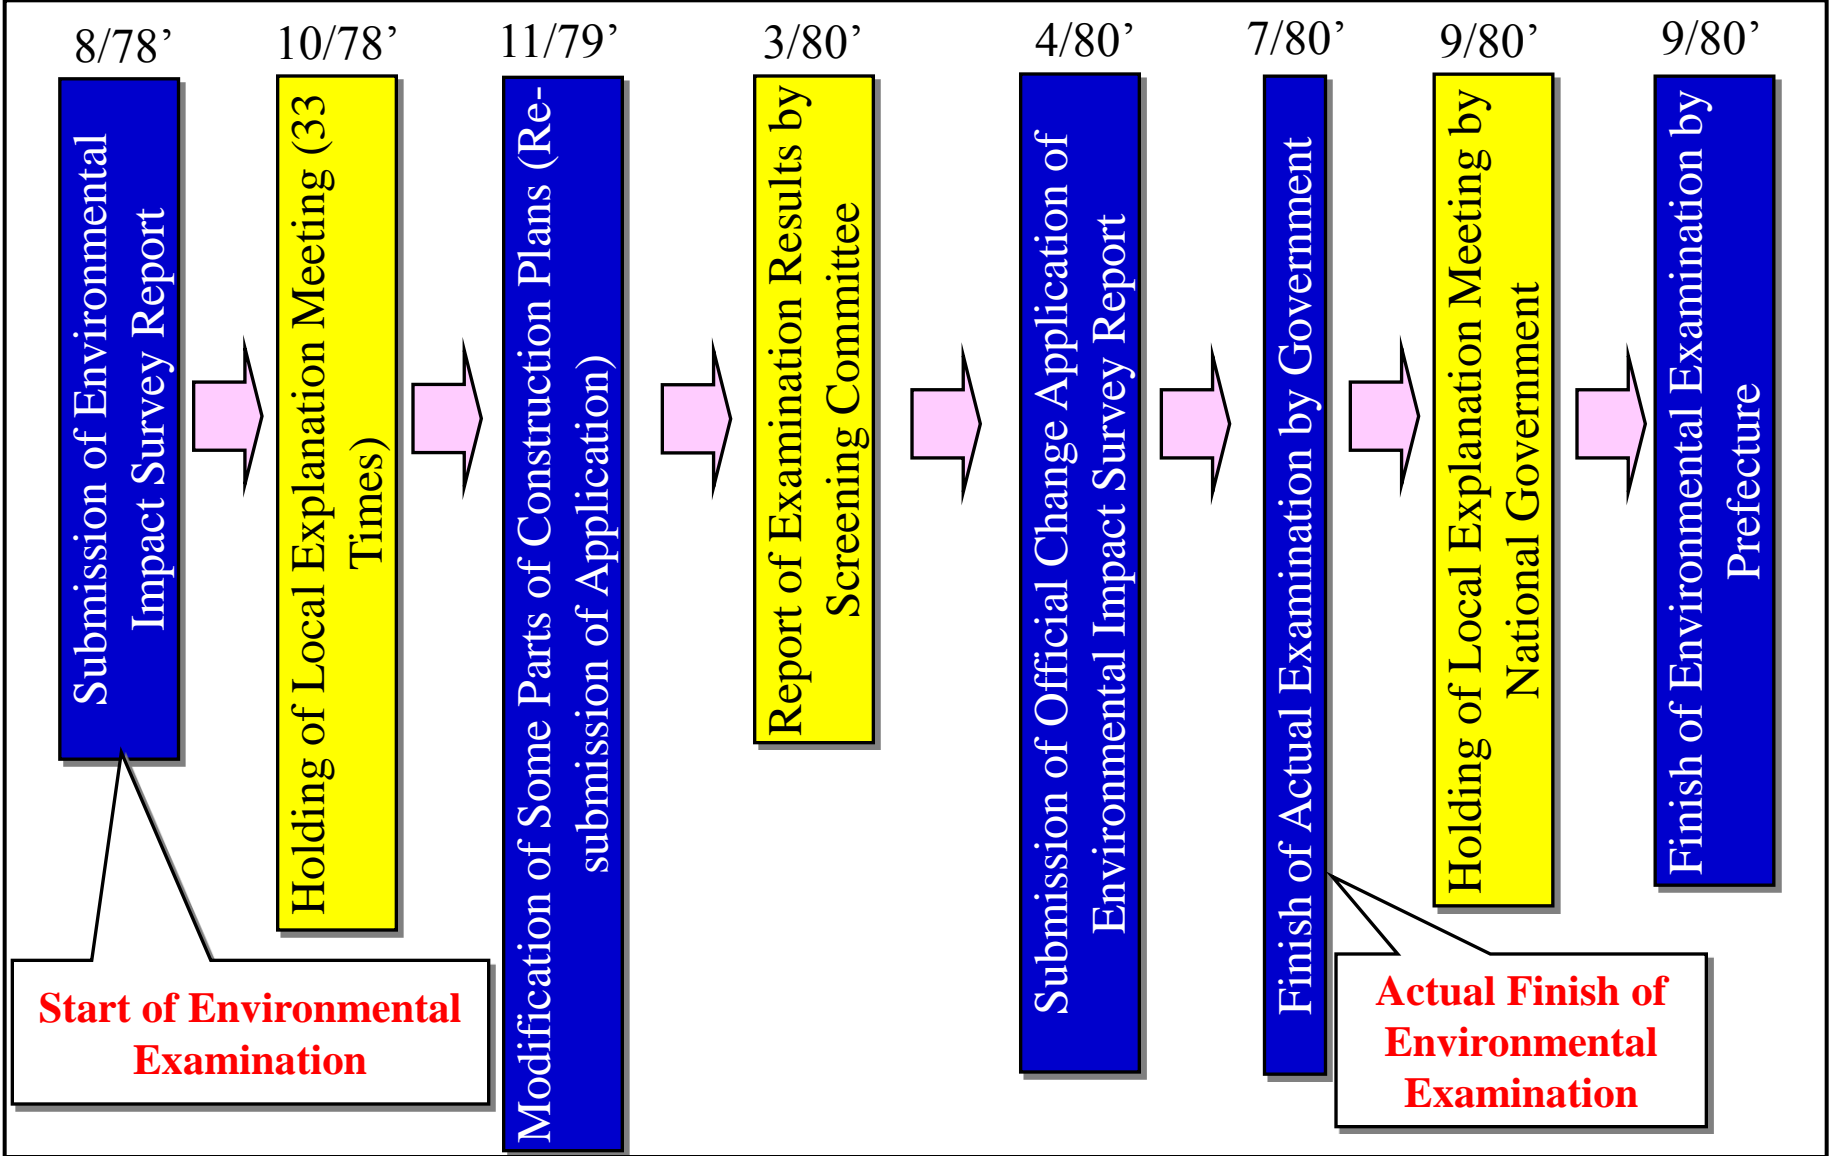 8/78’
10/78’
11/79’
3/80’
4/80’
7/80’
9/80’
9/80’
Submission of Environmental
Impact Survey Report
Holding of Local Explanation Meeting (33
Times)
Modification of Some Parts of Construction Plans (Re-
submission of Application)
Report of Examination Results by
Screening Committee
Submission of Official Change Application of
Environmental Impact Survey Report
Finish of Actual Examination by Government
Holding of Local Explanation Meeting by
National Government
Finish of Environmental Examination by
Prefecture
Start of Environmental
Examination
Actual Finish of
Environmental
Examination